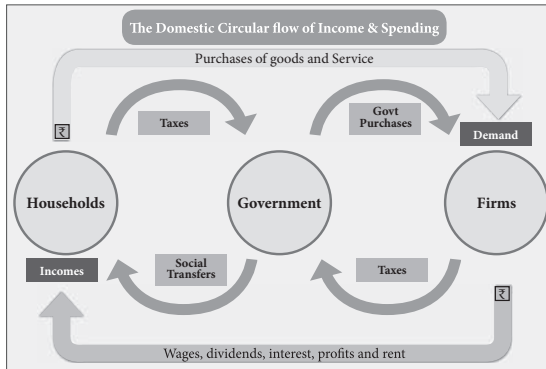 The Domestic Circular flow of Income & Spending
Purchases of goods and Service
₹
Taxes
Govt
Purchases
Demand
Households
Government
Firms
Incomes
Social
Transfers
Taxes
₹
Wages, dividends, interest, profits and rent